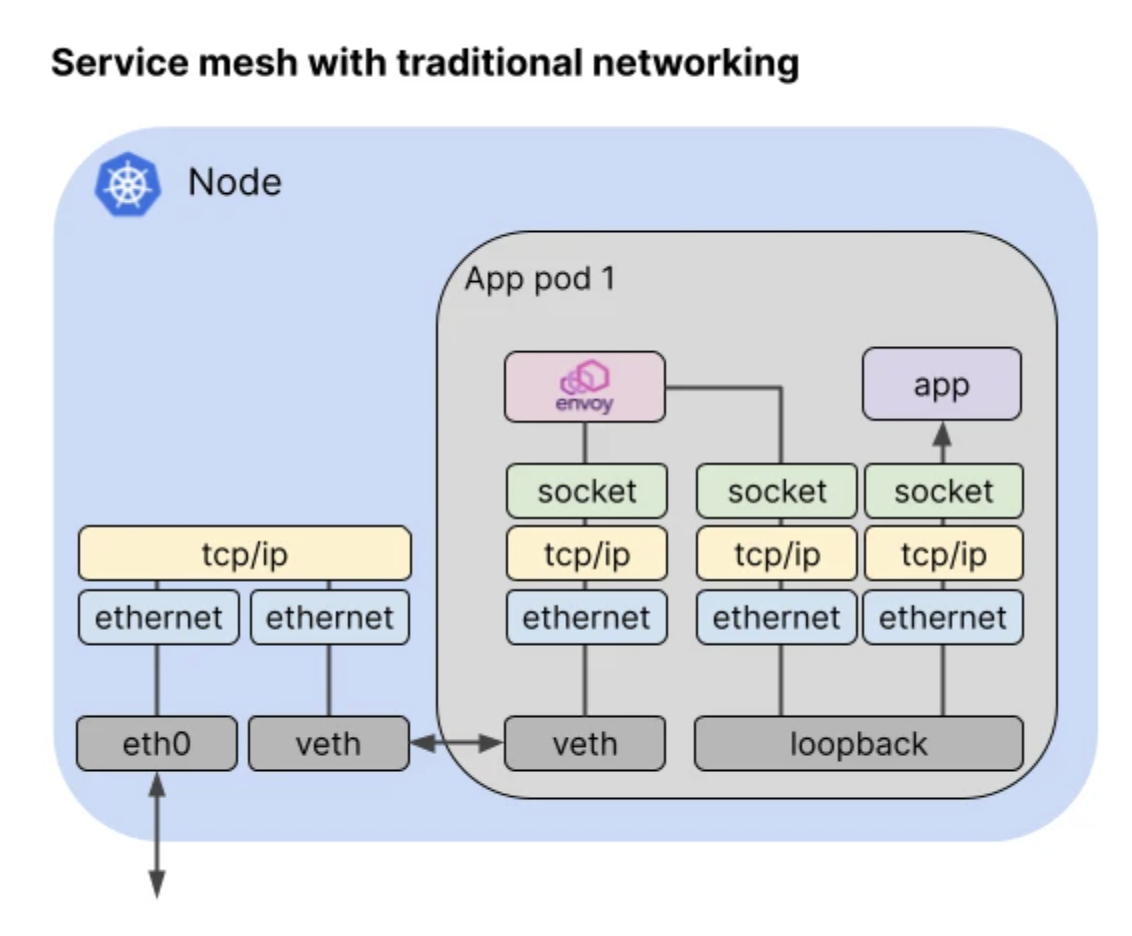 Service mesh with traditional networking
Node
App pod 1
envoy
app
socket
socket
socket
tcp/ip
tcp/ip
tcp/ip
tcp/ip
ethernet
ethernet
ethernet
ethernet
ethernet
eth0
veth
veth
loopback